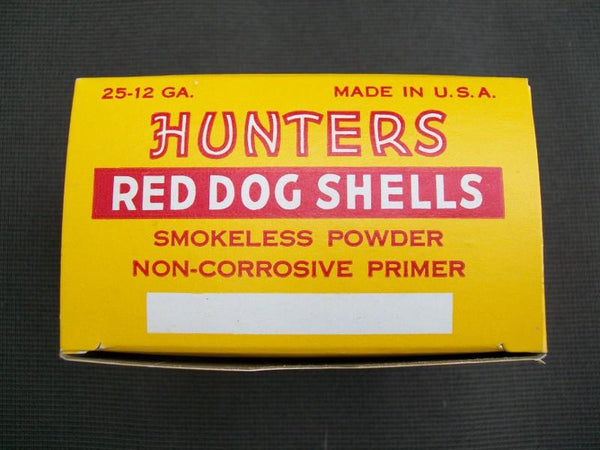 25-12 GA. MADE IN U.S.A.
HUNTERS
RED DOG SHELLS
SMOKELESS POWDER
NON-CORROSIVE PRIMER